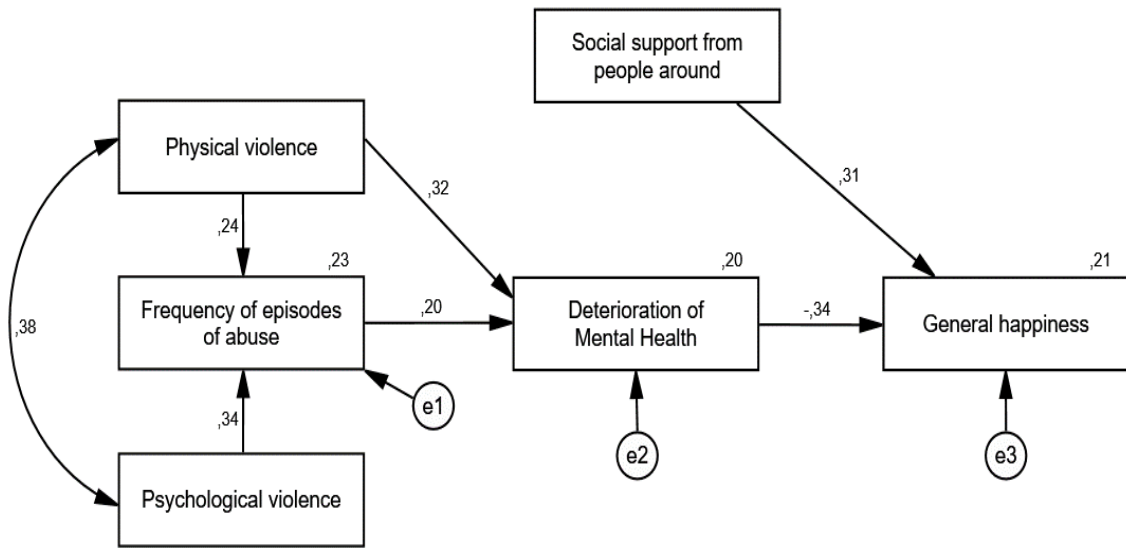 Social support from
people around
Physical violence
,32
,31
,24
,23
,20
,21
Frequency of episodes
of abuse
,20
Deterioration of
Mental Health
-,34
General happiness
,38
e1
,34
e2
e3
Psychological violence